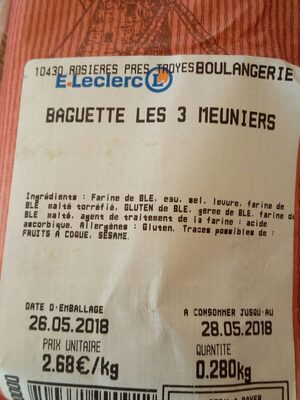 10430 ROSIERES PRES TROYES BOULANGERIE
E.Leclerc L
BAGUETTE LES 3 MEUNIERS
Ingrédients : Farine de BLE, eau, sel, levure, farine de
BLE malté torréfié, GLUTEN de BLE, germe de BLE, farine de
BLE malté, agent de traitement de la farine : acide
ascorbique. Allergènes : Gluten. Traces possibles de :
FRUITS A COQUE, SESAME.
DATE D'EMBALLAGE A CONSOMMER JUSQU'AU
26.05.2018 28.05.2018
PRIX UNITAIRE QUANTITE
2.68€/kg 0.280kg